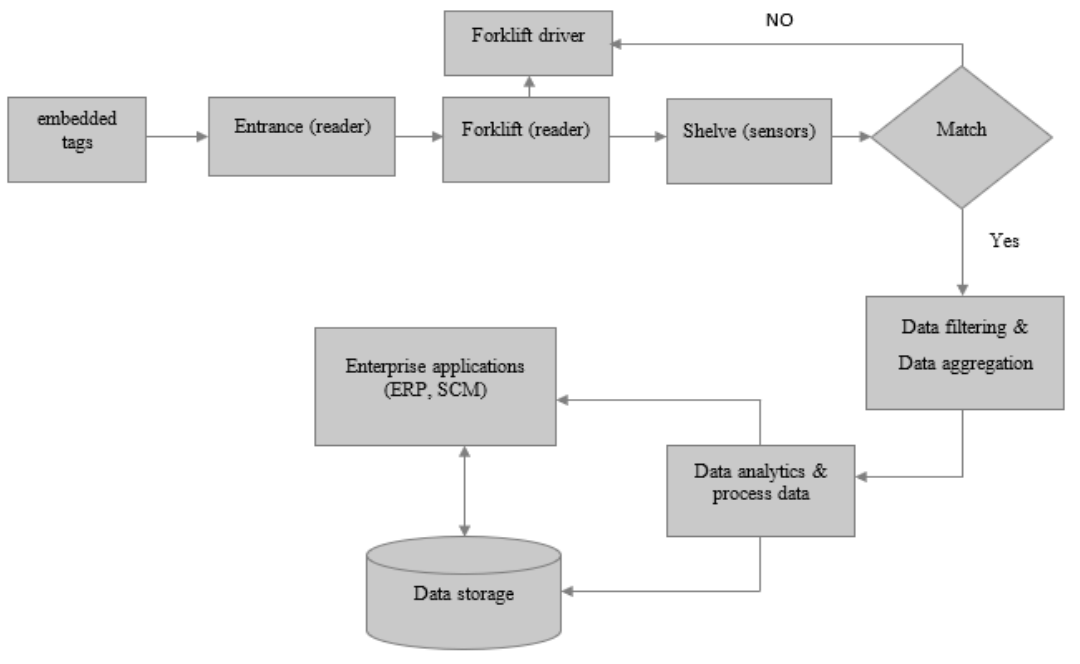 NO
Forklift driver
embedded
tags
Entrance (reader)
Forklift (reader)
Shelve (sensors)
Match
Yes
Data filtering &
Data aggregation
Enterprise applications
(ERP, SCM)
Data analytics &
process data
Data storage